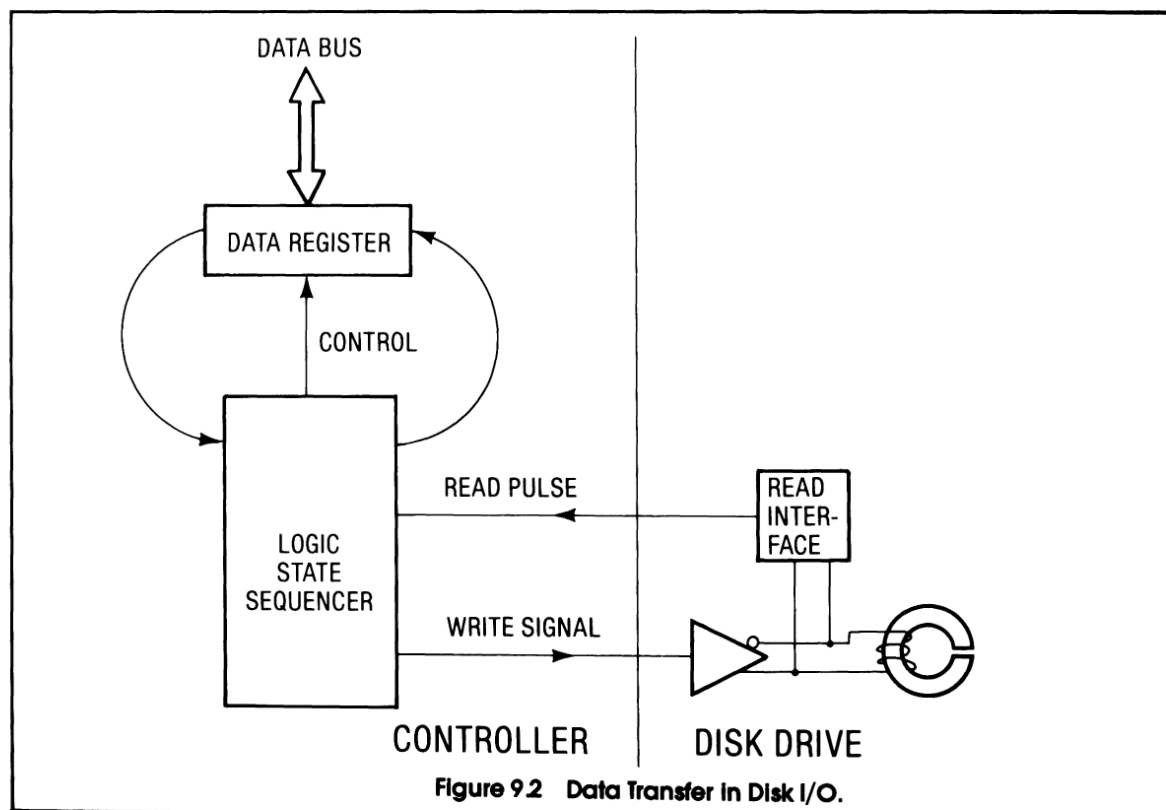 DATA BUS
DATA REGISTER
CONTROL
READ PULSE
READ
INTER-
FACE
LOGIC
STATE
SEQUENCER
WRITE SIGNAL
CONTROLLER
DISK DRIVE
Figure 9.2 Data Transfer in Disk I/O.